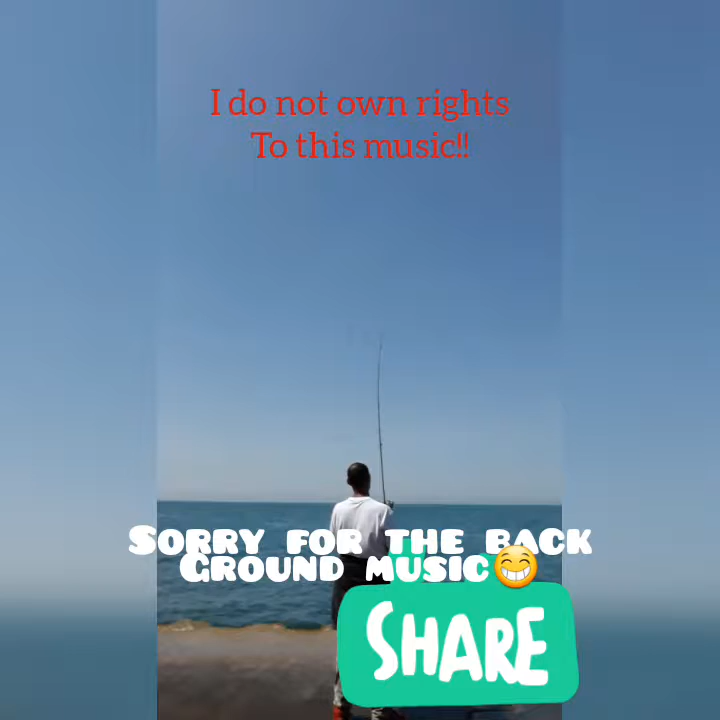 I do not own rights
To this music!!
SORRY FOR THE BACK
GROUND MUSIC😁
SHARE